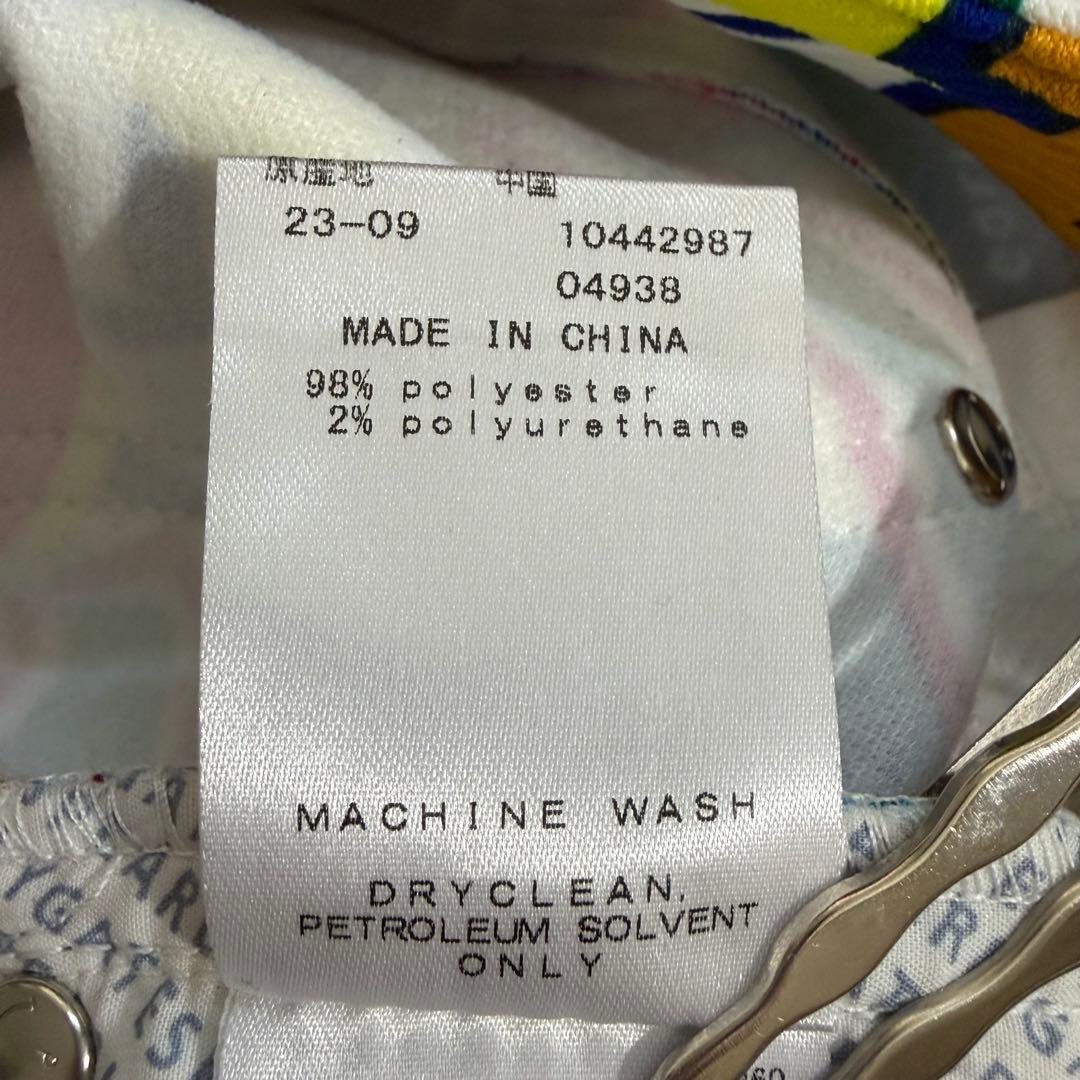 原産地 中国
23-09 10442987
04938
MADE IN CHINA
98% polyester
2% polyurethane
MACHINE WASH
DRYCLEAN,
PETROLEUM SOLVENT
ONLY